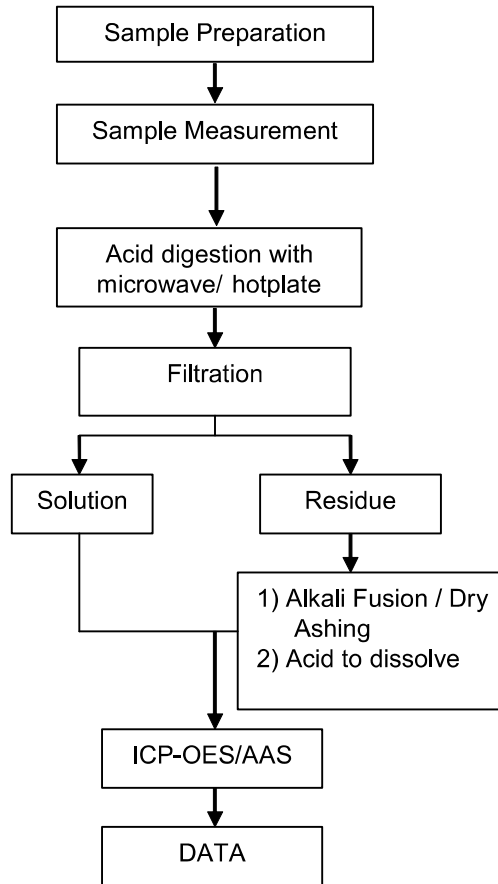 Sample Preparation
Sample Measurement
Acid digestion with
microwave/ hotplate
Filtration
Solution
Residue
1) Alkali Fusion / Dry
Ashing
2) Acid to dissolve
ICP-OES/AAS
DATA